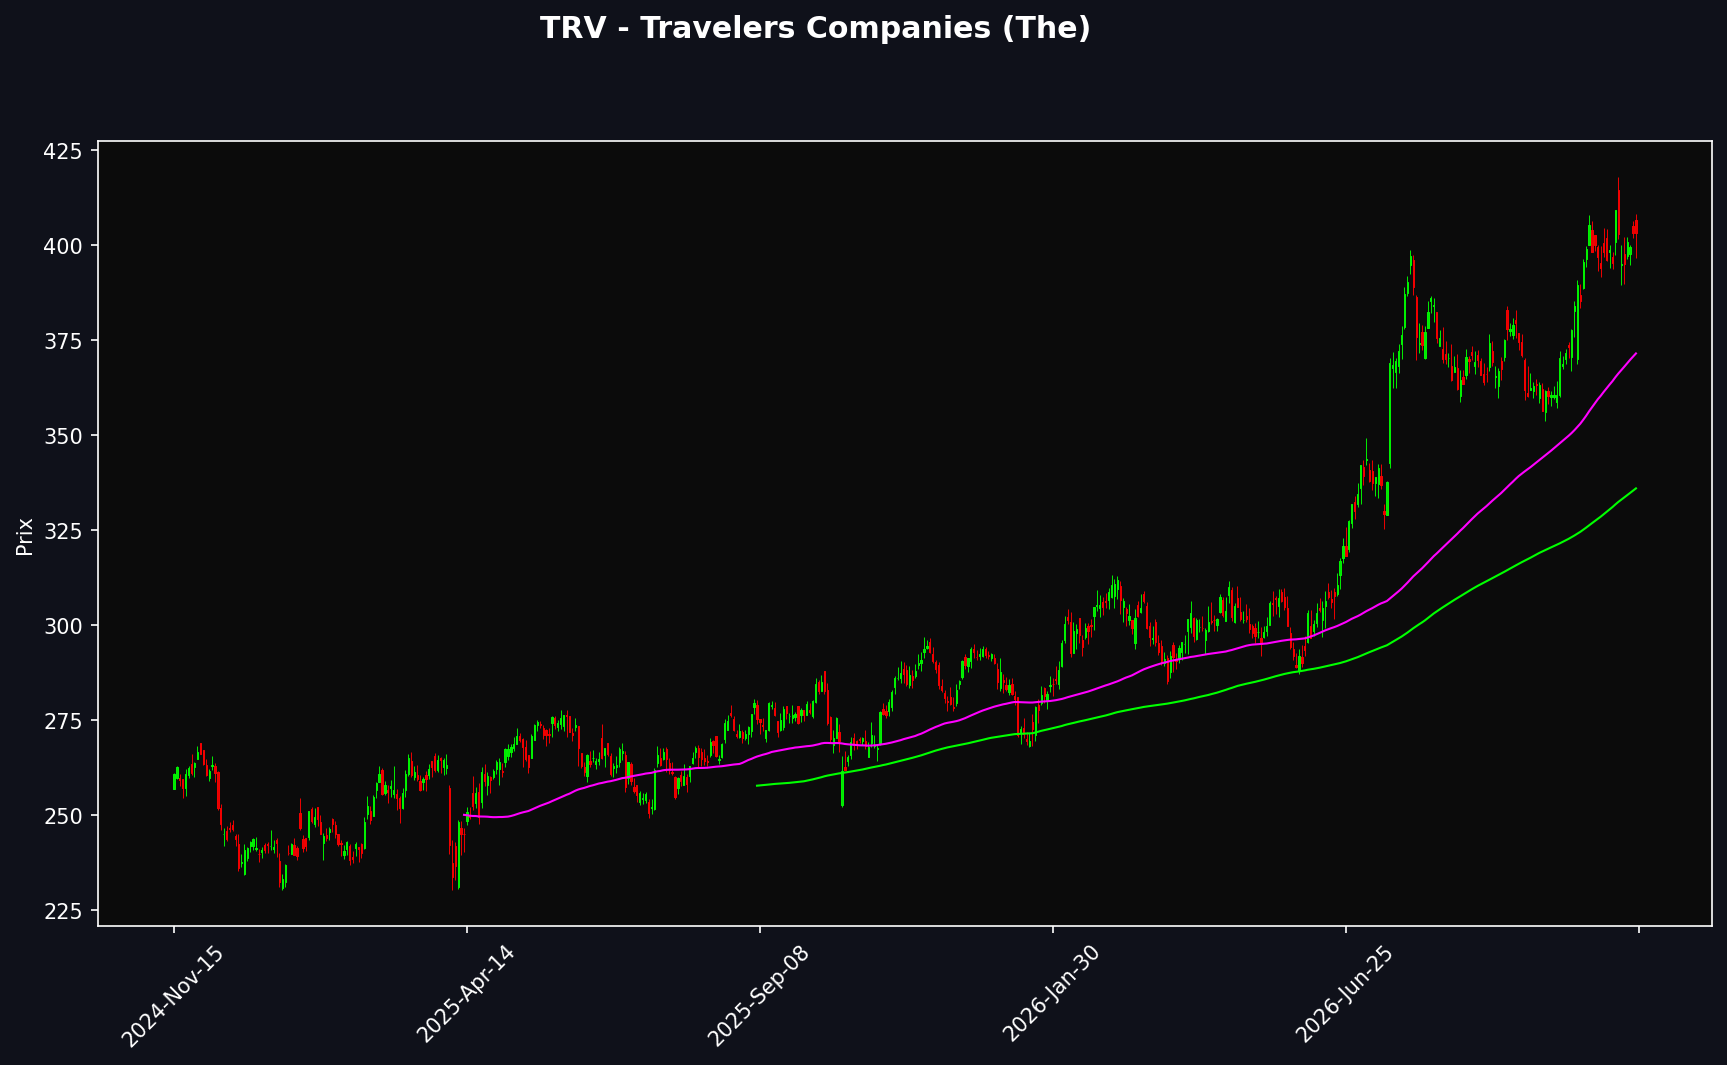 TRV - Travelers Companies (The)
425
400
375
350
325
300
275
250
225
Prix
2024-Nov-15
2025-Apr-14
2025-Sep-08
2026-Jan-30
2026-Jun-25